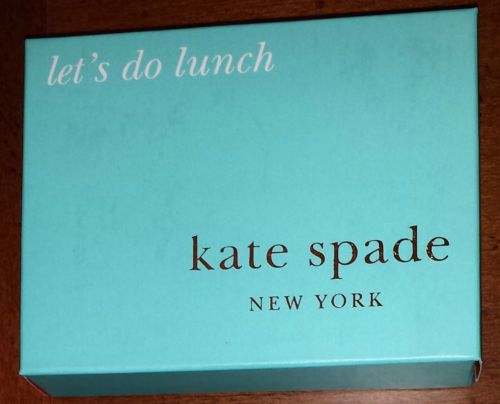 let's do lunch
kate spade
NEW YORK